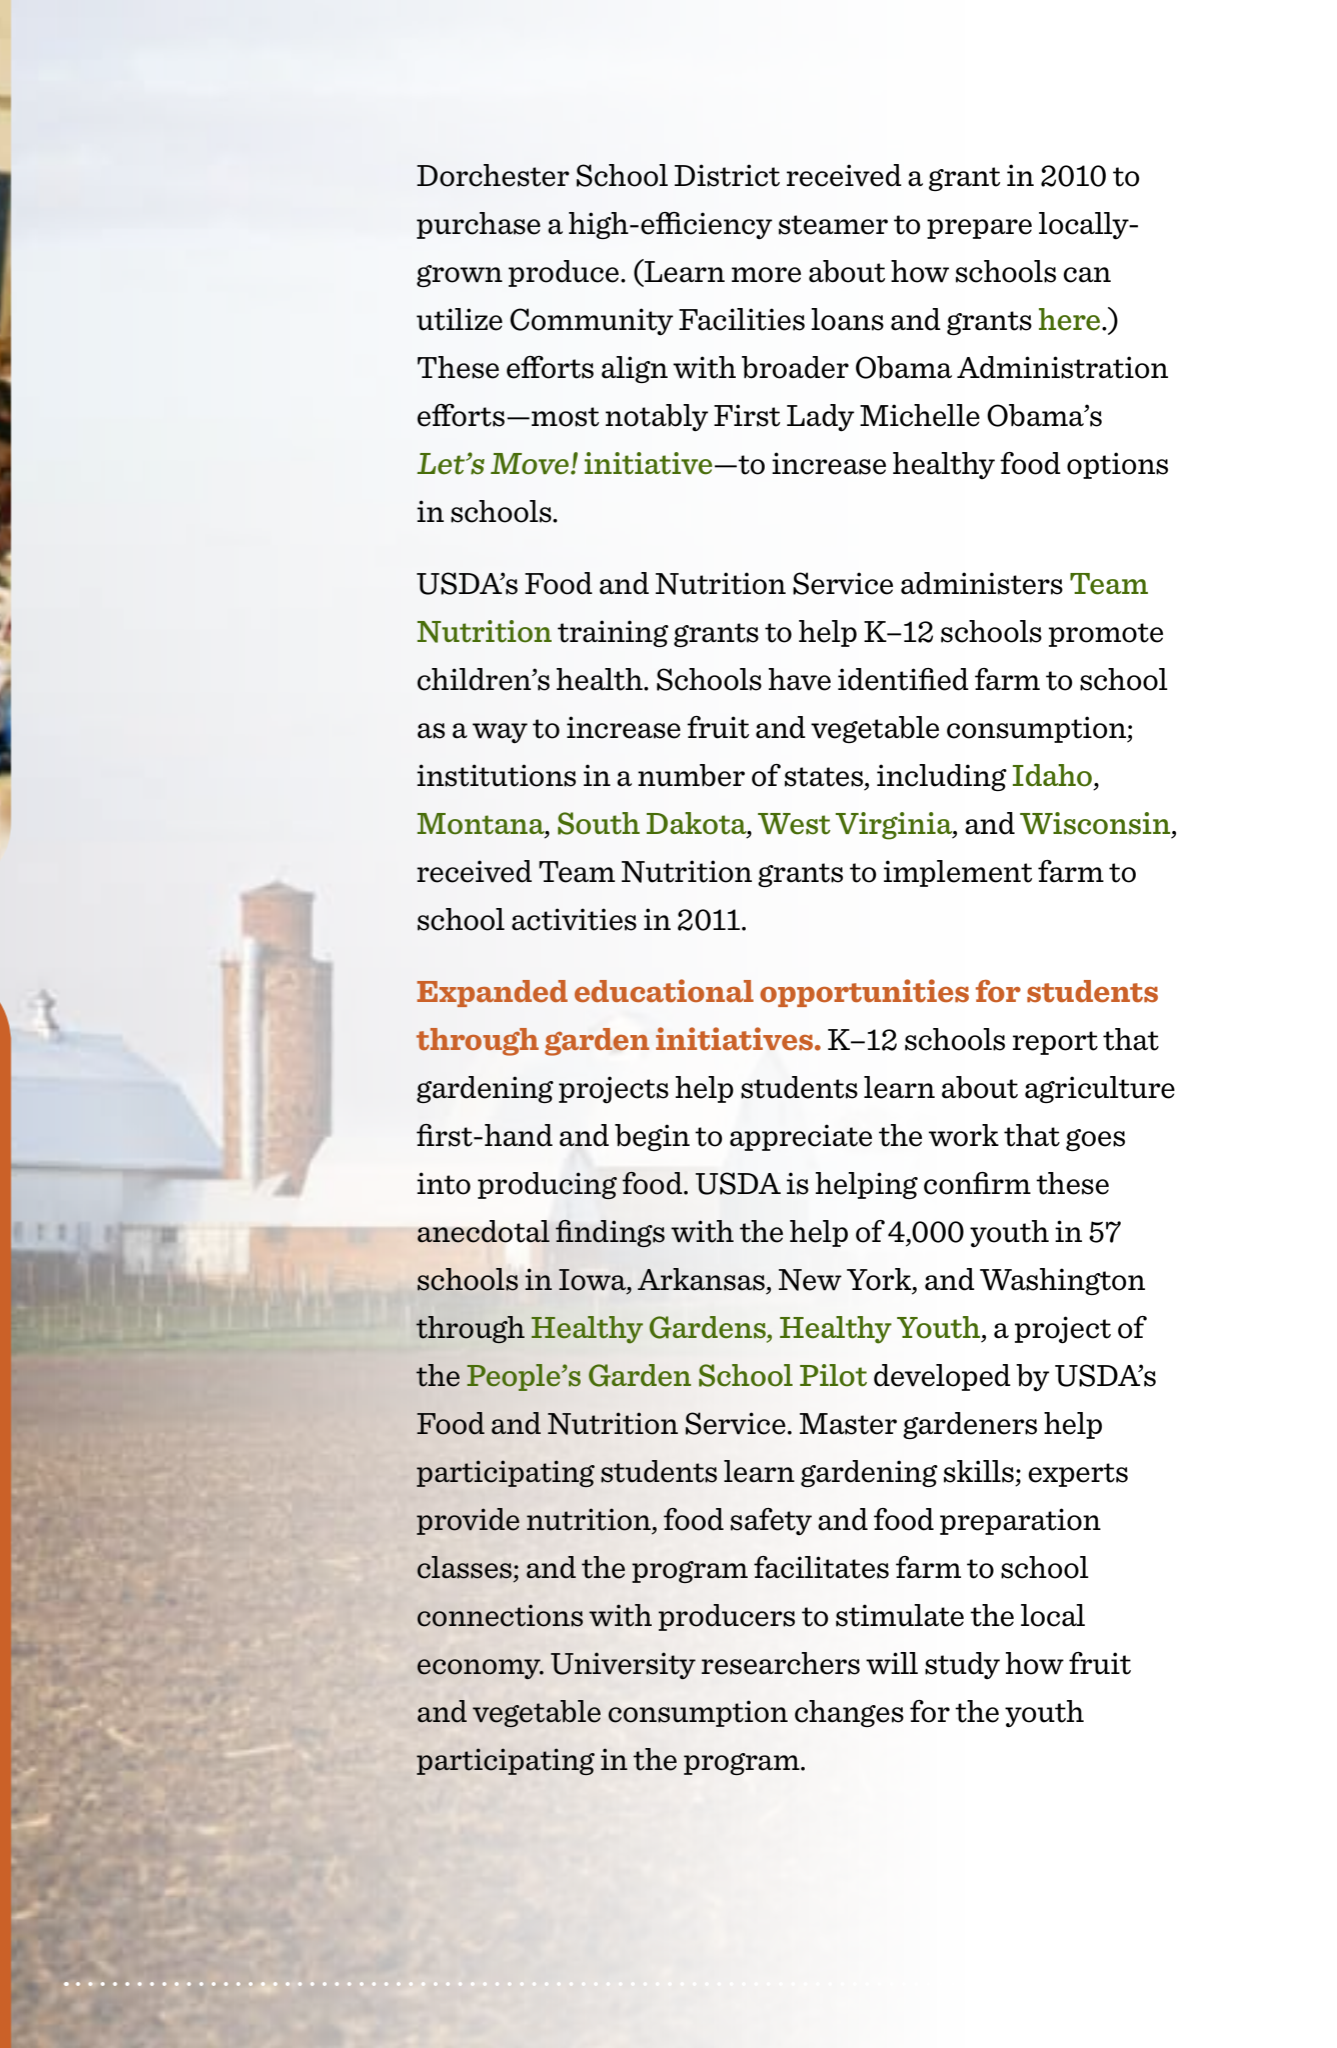 Dorchester School District received a grant in 2010 to
purchase a high-efficiency steamer to prepare locally-
grown produce. (Learn more about how schools can
utilize Community Facilities loans and grants here.)
These efforts align with broader Obama Administration
efforts—most notably First Lady Michelle Obama’s
Let’s Move! initiative—to increase healthy food options
in schools.
USDA’s Food and Nutrition Service administers Team
Nutrition training grants to help K–12 schools promote
children’s health. Schools have identified farm to school
as a way to increase fruit and vegetable consumption;
institutions in a number of states, including Idaho,
Montana, South Dakota, West Virginia, and Wisconsin,
received Team Nutrition grants to implement farm to
school activities in 2011.
Expanded educational opportunities for students
through garden initiatives. K–12 schools report that
gardening projects help students learn about agriculture
first-hand and begin to appreciate the work that goes
into producing food. USDA is helping confirm these
anecdotal findings with the help of 4,000 youth in 57
schools in Iowa, Arkansas, New York, and Washington
through Healthy Gardens, Healthy Youth, a project of
the People’s Garden School Pilot developed by USDA’s
Food and Nutrition Service. Master gardeners help
participating students learn gardening skills; experts
provide nutrition, food safety and food preparation
classes; and the program facilitates farm to school
connections with producers to stimulate the local
economy. University researchers will study how fruit
and vegetable consumption changes for the youth
participating in the program.